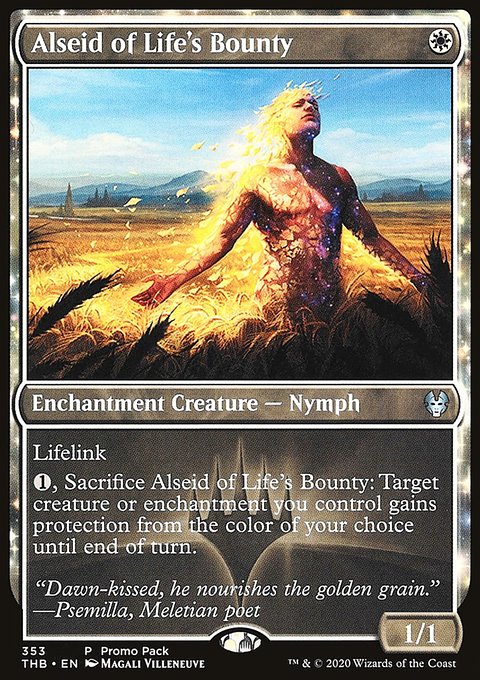 Alseid of Life's Bounty
Enchantment Creature — Nymph
Lifelink
1, Sacrifice Alseid of Life's Bounty: Target
creature or enchantment you control gains
protection from the color of your choice
until end of turn.
“Dawn-kissed, he nourishes the golden grain.”
—Psemilla, Meletian poet
1/1
353 P Promo Pack
THB • EN Magali Villeneuve
™ & © 2020 Wizards of the Coast